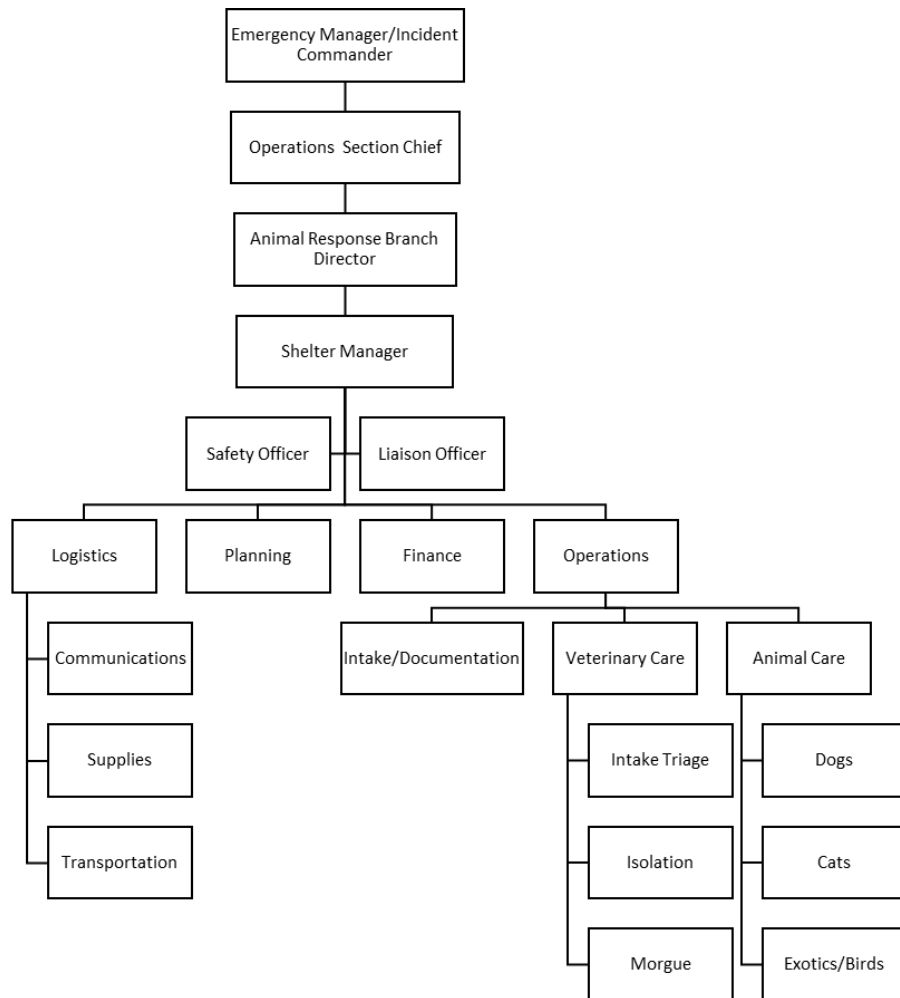 Emergency Manager/Incident
Commander
Operations Section Chief
Animal Response Branch
Director
Shelter Manager
Safety Officer
Liaison Officer
Logistics
Planning
Finance
Operations
Communications
Intake/Documentation
Veterinary Care
Animal Care
Supplies
Intake Triage
Dogs
Transportation
Isolation
Cats
Morgue
Exotics/Birds